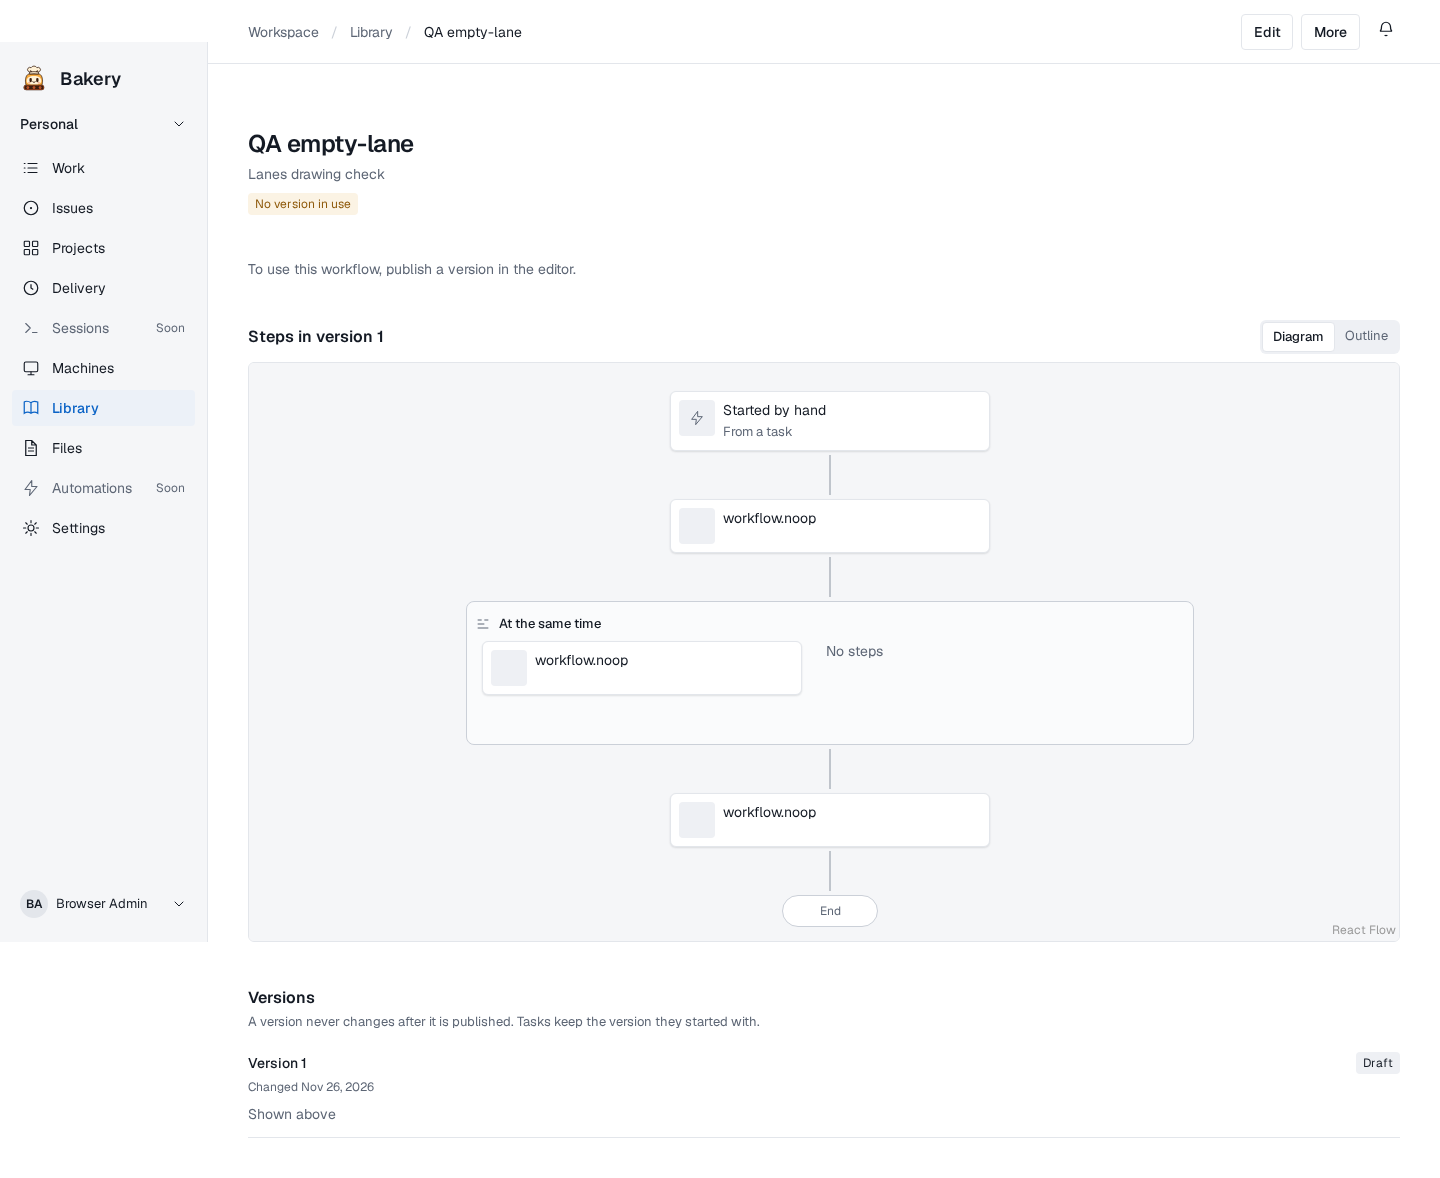 Workspace / Library / QA empty-lane
Edit
More
Bakery
Personal
Work
Issues
Projects
Delivery
Sessions Soon
Machines
Library
Files
Automations Soon
Settings
BA Browser Admin
QA empty-lane
Lanes drawing check
No version in use
To use this workflow, publish a version in the editor.
Steps in version 1
Diagram
Outline
Started by hand
From a task
workflow.noop
At the same time
workflow.noop
No steps
workflow.noop
End
React Flow
Versions
A version never changes after it is published. Tasks keep the version they started with.
Version 1
Draft
Changed Nov 26, 2026
Shown above